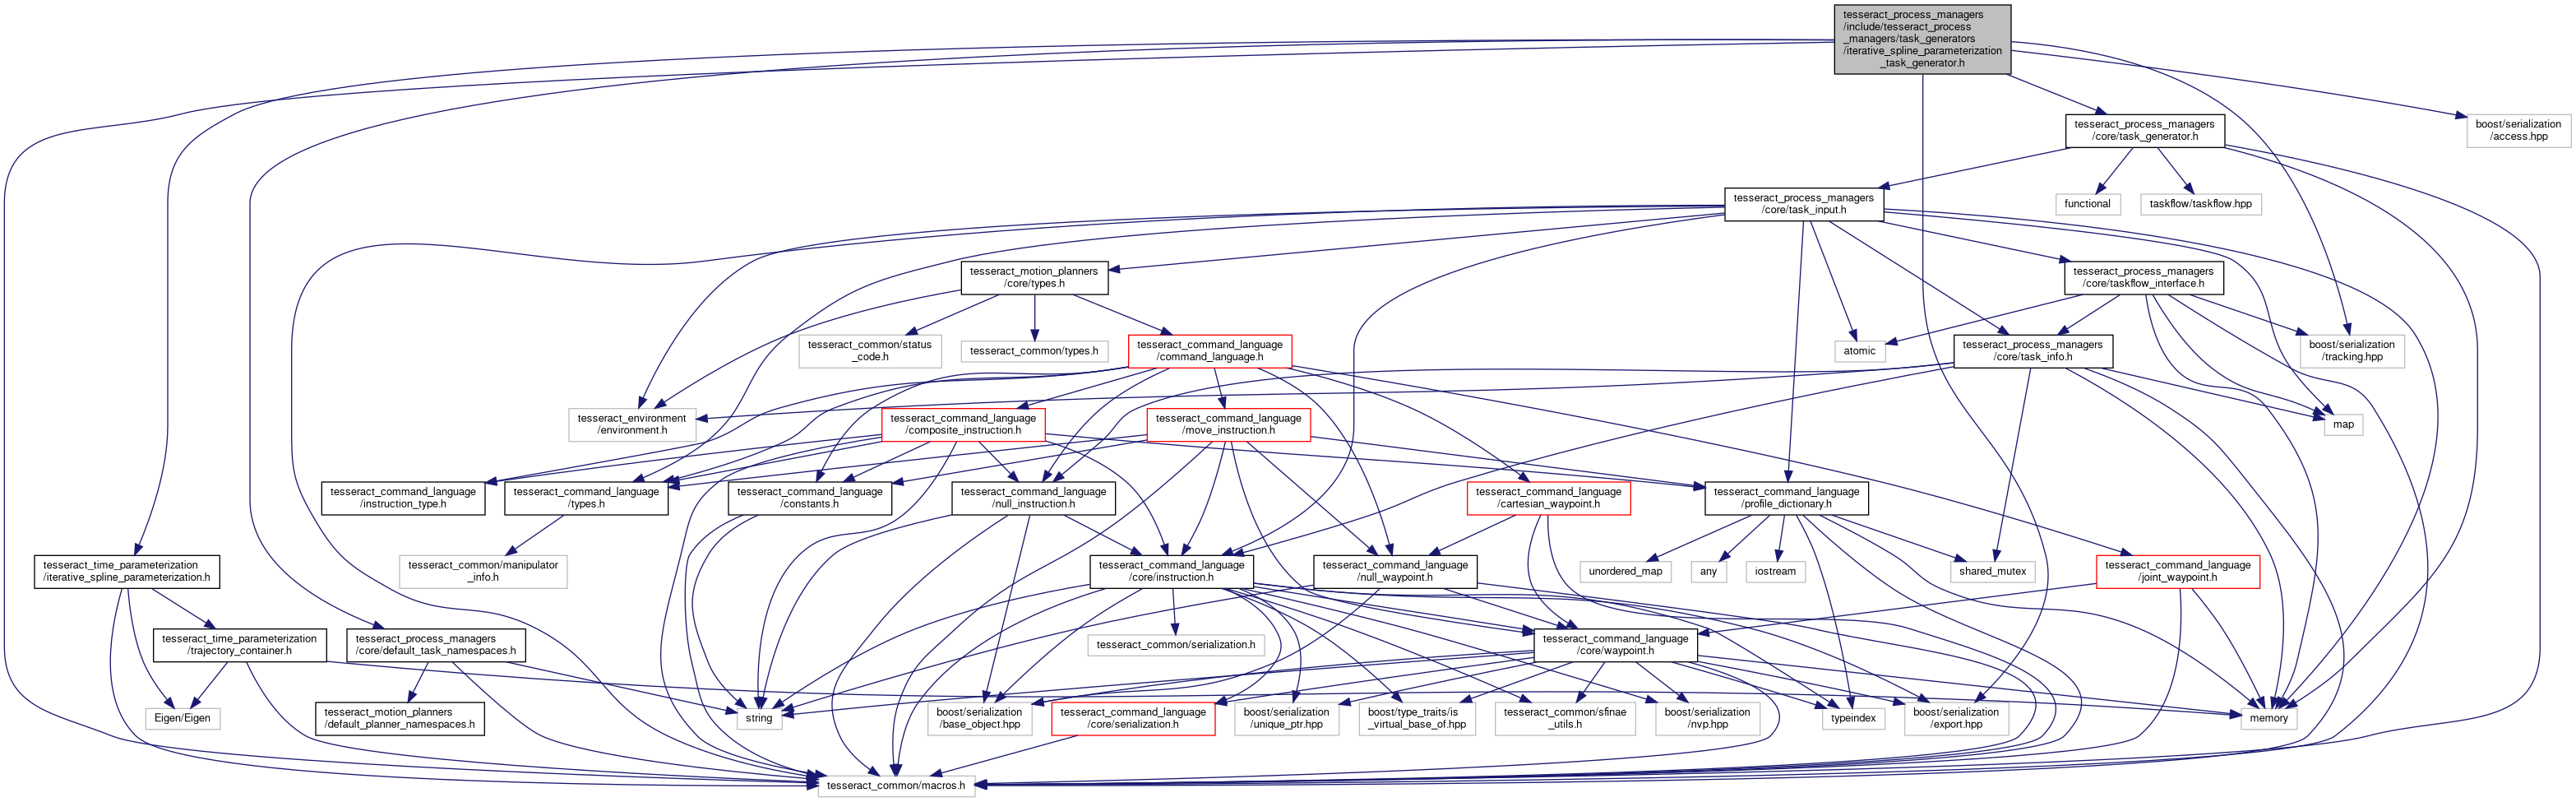 tesseract_process_managers
/include/tesseract_process
_managers/task_generators
/iterative_spline_parameterization
_task_generator.h
tesseract_process_managers
/core/task_generator.h
boost/serialization
/access.hpp
tesseract_process_managers
/core/task_input.h
functional
taskflow/taskflow.hpp
tesseract_motion_planners
/core/types.h
tesseract_process_managers
/core/taskflow_interface.h
tesseract_common/status
_code.h
tesseract_common/types.h
tesseract_command_language
/command_language.h
atomic
tesseract_process_managers
/core/task_info.h
boost/serialization
/tracking.hpp
tesseract_environment
/environment.h
tesseract_command_language
/composite_instruction.h
tesseract_command_language
/move_instruction.h
map
tesseract_command_language
/instruction_type.h
tesseract_command_language
/types.h
tesseract_command_language
/constants.h
tesseract_command_language
/null_instruction.h
tesseract_command_language
/cartesian_waypoint.h
tesseract_command_language
/profile_dictionary.h
tesseract_time_parameterization
/iterative_spline_parameterization.h
tesseract_common/manipulator
_info.h
tesseract_command_language
/core/instruction.h
tesseract_command_language
/null_waypoint.h
unordered_map
any
iostream
shared_mutex
tesseract_command_language
/joint_waypoint.h
tesseract_time_parameterization
/trajectory_container.h
tesseract_process_managers
/core/default_task_namespaces.h
tesseract_common/serialization.h
tesseract_command_language
/core/waypoint.h
Eigen/Eigen
tesseract_motion_planners
/default_planner_namespaces.h
string
boost/serialization
/base_object.hpp
tesseract_command_language
/core/serialization.h
boost/serialization
/unique_ptr.hpp
boost/type_traits/is
_virtual_base_of.hpp
tesseract_common/sfinae
_utils.h
boost/serialization
/nvp.hpp
typeindex
boost/serialization
/export.hpp
memory
tesseract_common/macros.h